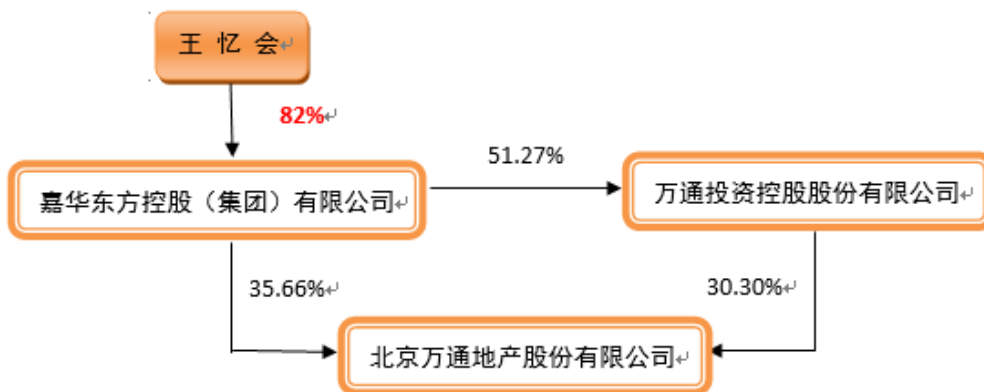 王 忆 会
82%
51.27%
嘉华东方控股（集团）有限公司
万通投资控股股份有限公司
35.66%
30.30%
北京万通地产股份有限公司